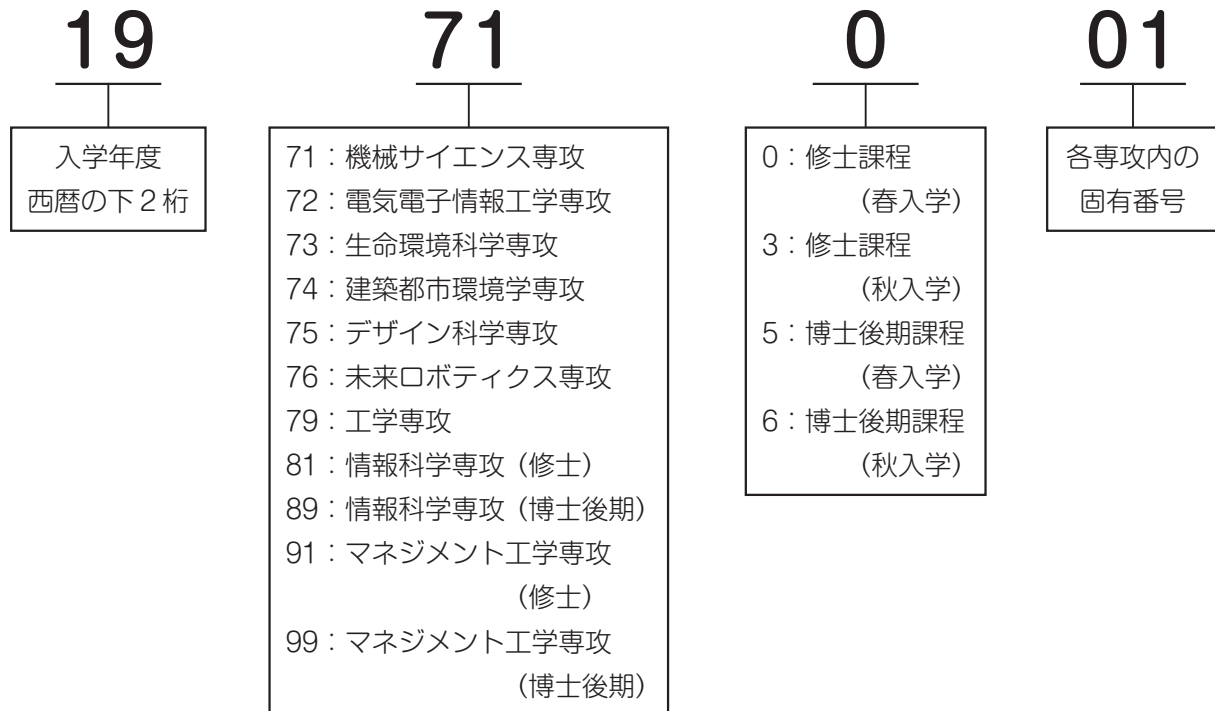 19 71 0 01
入学年度
西暦の下２桁
71：機械サイエンス専攻
72：電気電子情報工学専攻
73：生命環境科学専攻
74：建築都市環境学専攻
75：デザイン科学専攻
76：未来ロボティクス専攻
79：工学専攻
81：情報科学専攻（修士）
89：情報科学専攻（博士後期）
91：マネジメント工学専攻
（修士）
99：マネジメント工学専攻
（博士後期）
0：修士課程
（春入学）
3：修士課程
（秋入学）
5：博士後期課程
（春入学）
6：博士後期課程
（秋入学）
各専攻内の
固有番号